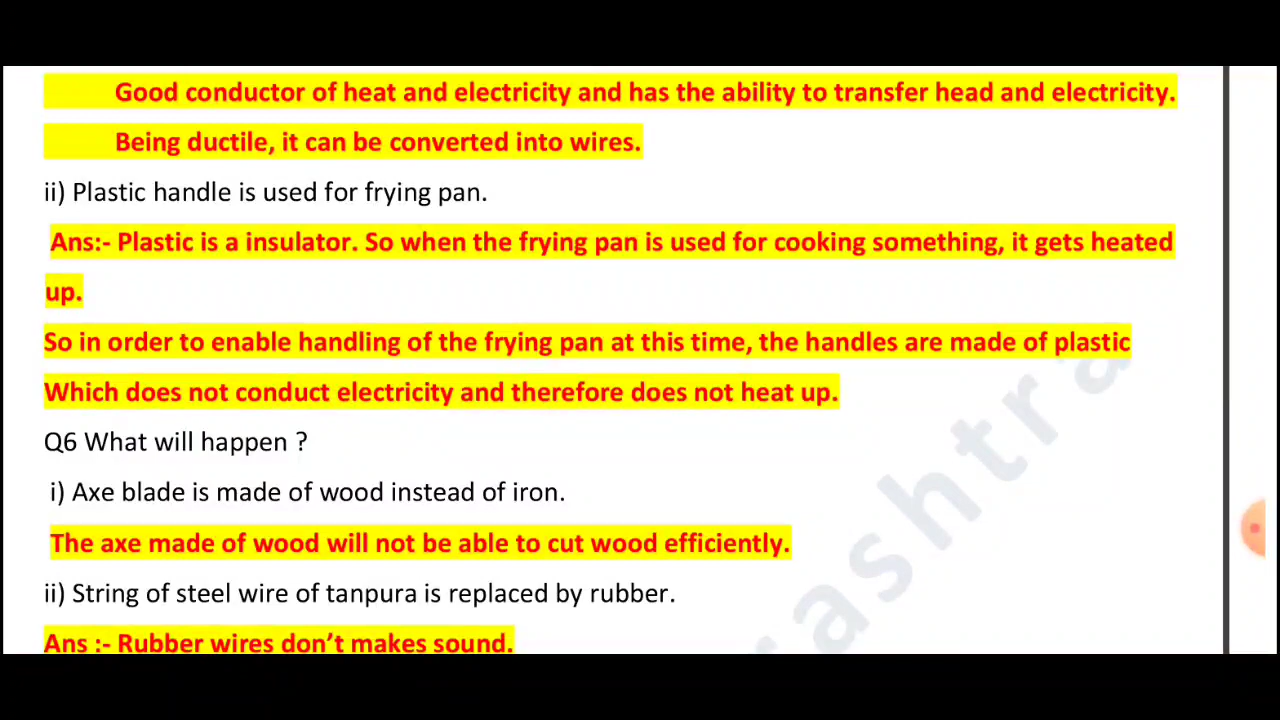 Good conductor of heat and electricity and has the ability to transfer head and electricity.
Being ductile, it can be converted into wires.
ii) Plastic handle is used for frying pan.
Ans:- Plastic is a insulator. So when the frying pan is used for cooking something, it gets heated
up.
So in order to enable handling of the frying pan at this time, the handles are made of plastic
Which does not conduct electricity and therefore does not heat up.
Q6 What will happen ?
i) Axe blade is made of wood instead of iron.
The axe made of wood will not be able to cut wood efficiently.
ii) String of steel wire of tanpura is replaced by rubber.
Ans :- Rubber wires don’t makes sound.
rashtra